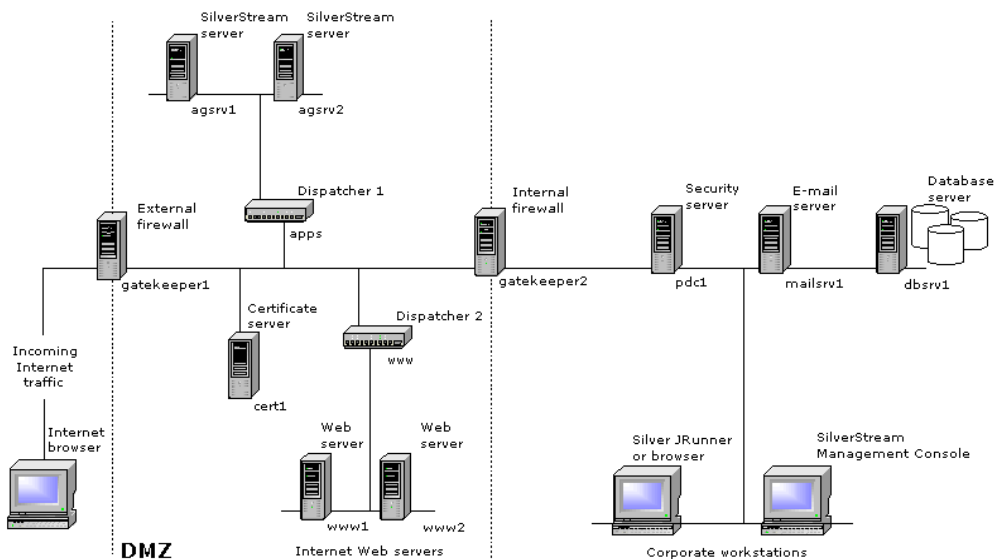 SilverStream
server
SilverStream
server
agsrv1
agsrv2
Dispatcher 1
apps
External
firewall
gatekeeper1
Internal
firewall
gatekeeper2
Security
server
pdc1
E-mail
server
mailsrv1
Database
server
dbsrv1
Certificate
server
cert1
Dispatcher 2
www
Incoming
Internet
traffic
Internet
browser
Web
server
Web
server
www1
www2
Internet Web servers
DMZ
Silver JRunner
or browser
SilverStream
Management Console
Corporate workstations